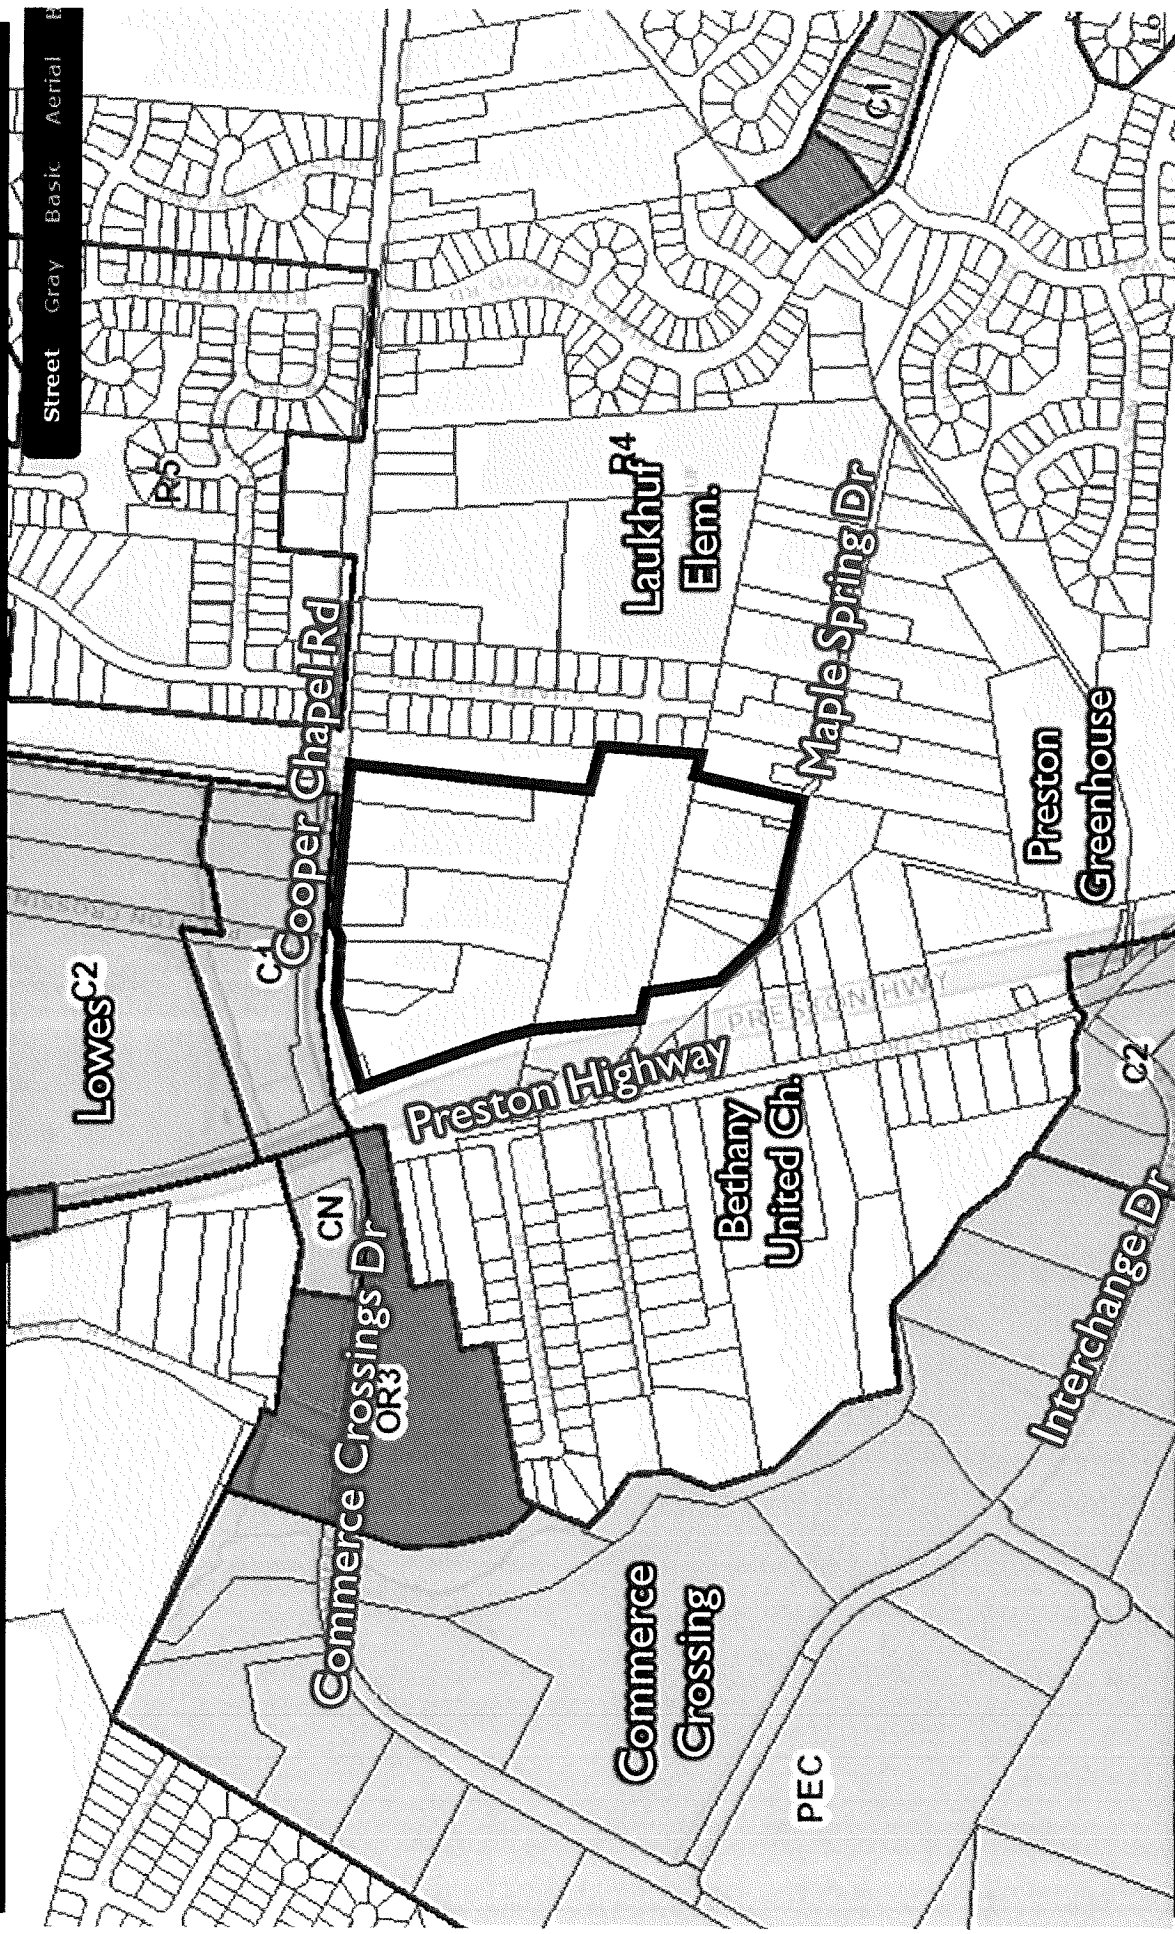 Street Gray Basic Aerial
Lowes
C2
C1
Cooper Chapel Rd
R5
CN
Commerce Crossings Dr
OR3
Preston Highway
PRESTON HWY
Laukhuf
Elem.
R4
Maple Spring Dr
C1
Bethany
United Ch.
Commerce
Crossing
PEC
Interchange Dr
C2
Preston
Greenhouse